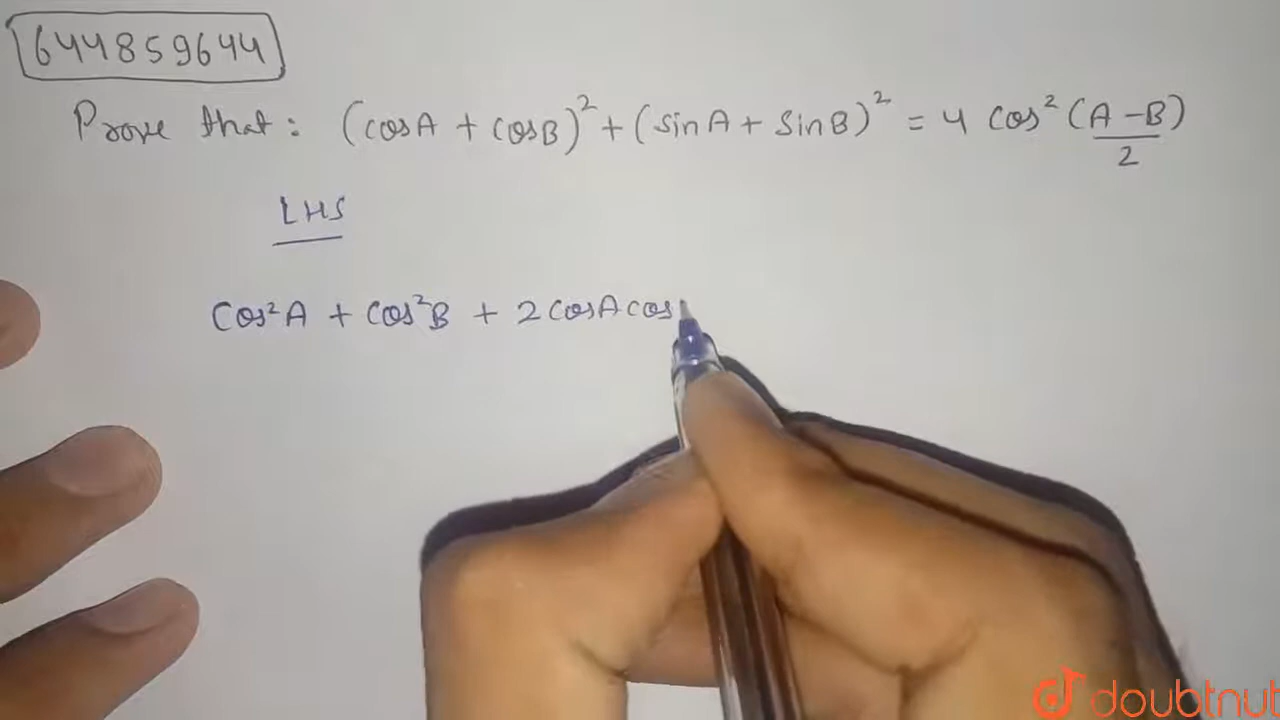 644859644
Prove that: (cosA + cosB)² + (sinA + sinB)² = 4 cos² (A-B)/2
LHS
cos²A + cos²B + 2cosAcos
doubtnut